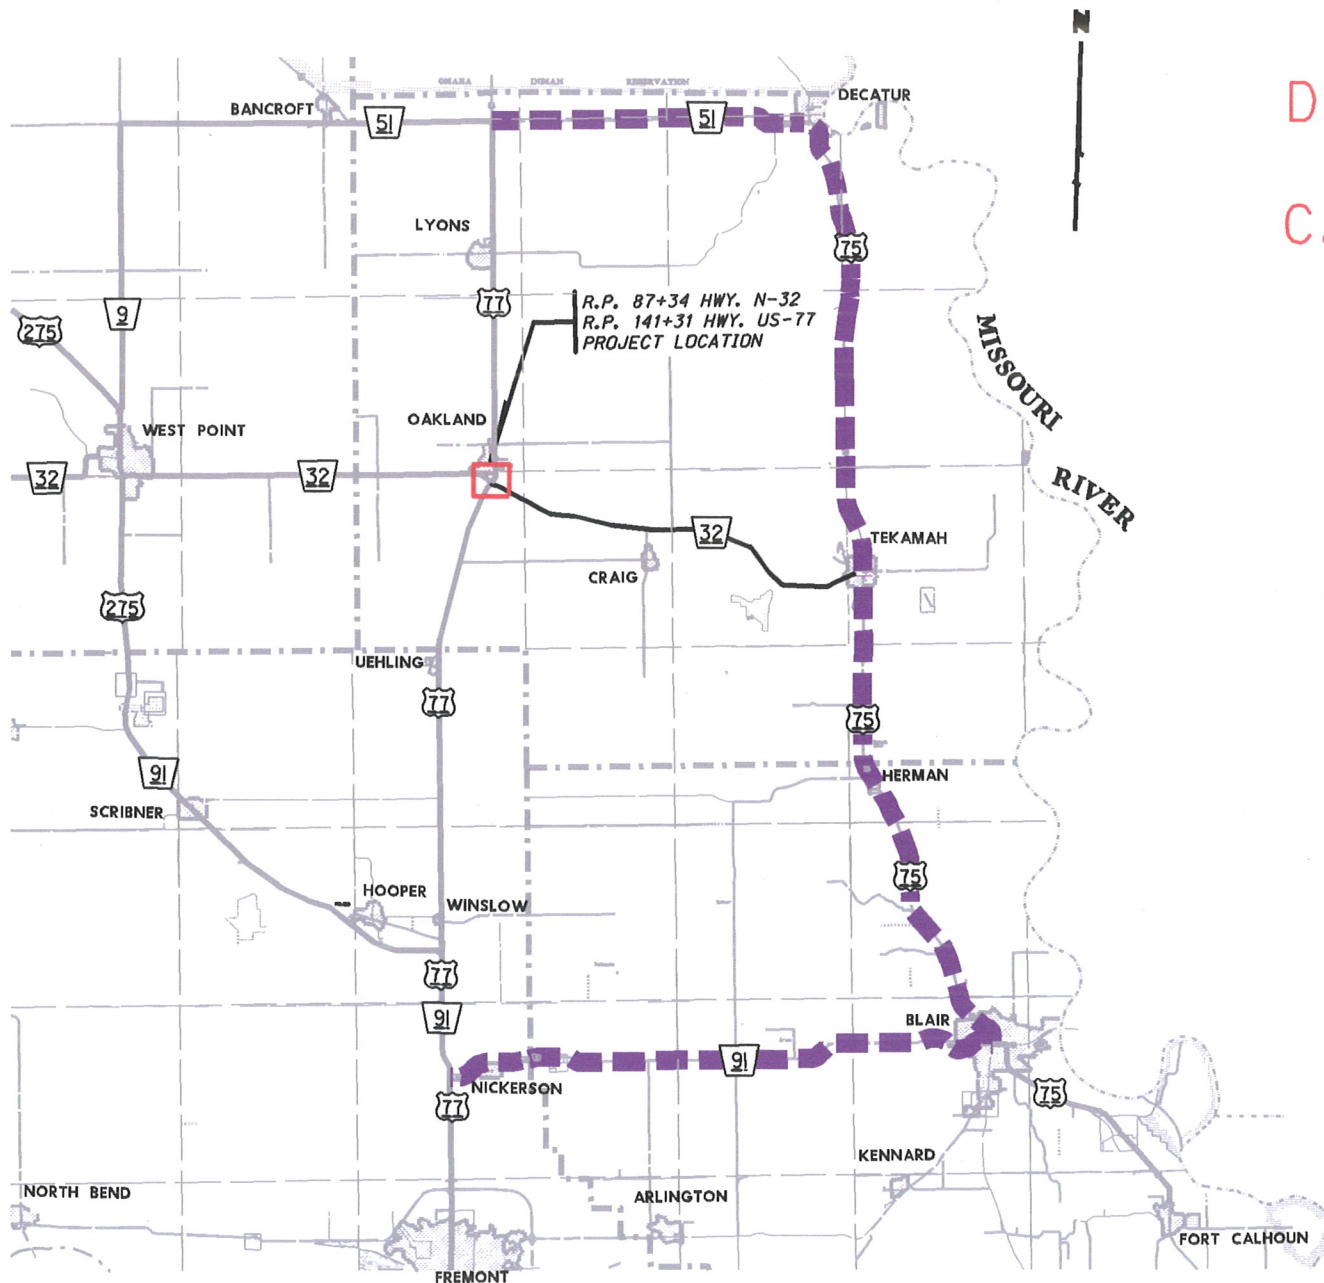 N
OMAHA INDIAN RESERVATION
DECATUR
D
BANCROFT
51
51
C.
LYONS
75
77
R.P. 87+34 HWY. N-32
R.P. 141+31 HWY. US-77
PROJECT LOCATION
9
275
MISSOURI
RIVER
OAKLAND
WEST POINT
32
32
32
TEKAMAH
CRAIG
275
UEHLING
77
75
91
HERMAN
SCRIBNER
75
HOOPER
WINSLOW
77
91
BLAIR
91
NICKERSON
77
75
KENNARD
NORTH BEND
ARLINGTON
FORT CALHOUN
FREMONT